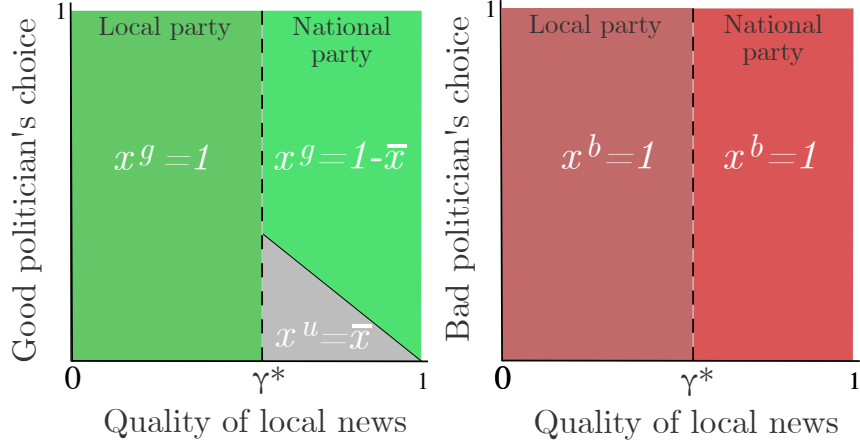 1
Local party
National
party
x^g=1
x^g=1-x̅
x^u=x̅
Good politician's choice
0
γ*
1
Quality of local news
1
Local party
National
party
x^b=1
x^b=1
Bad politician's choice
0
γ*
1
Quality of local news